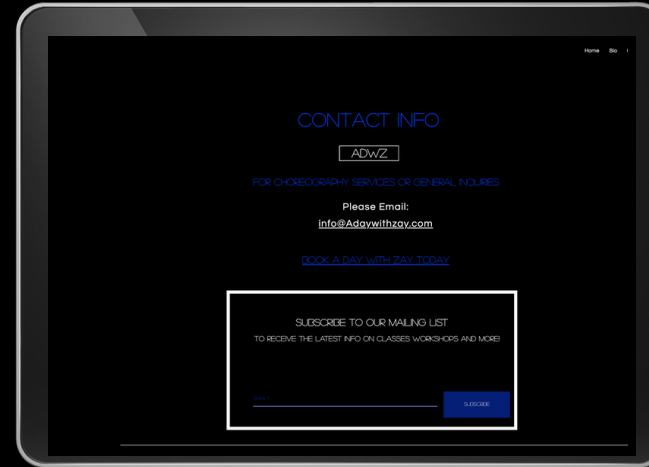 Home Bio
CONTACT INFO
ADWZ
FOR CHOREOGRAPHY SERVICES OR GENERAL INQUIRIES
Please Email:
info@Adaywithzay.com
BOOK A DAY WITH ZAY TODAY
SUBSCRIBE TO OUR MAILING LIST
TO RECEIVE THE LATEST INFO ON CLASSES WORKSHOPS AND MORE!
SUBSCRIBE